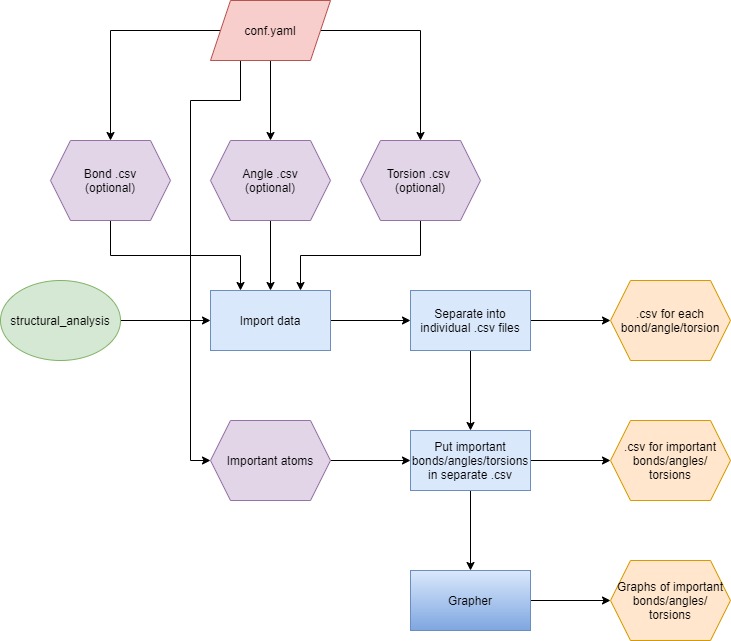 conf.yaml
Bond .csv
(optional)
Angle .csv
(optional)
Torsion .csv
(optional)
structural_analysis
Import data
Separate into
individual .csv files
.csv for each
bond/angle/torsion
Important atoms
Put important
bonds/angles/torsions
in separate .csv
.csv for important
bonds/angles/
torsions
Grapher
Graphs of important
bonds/angles/
torsions